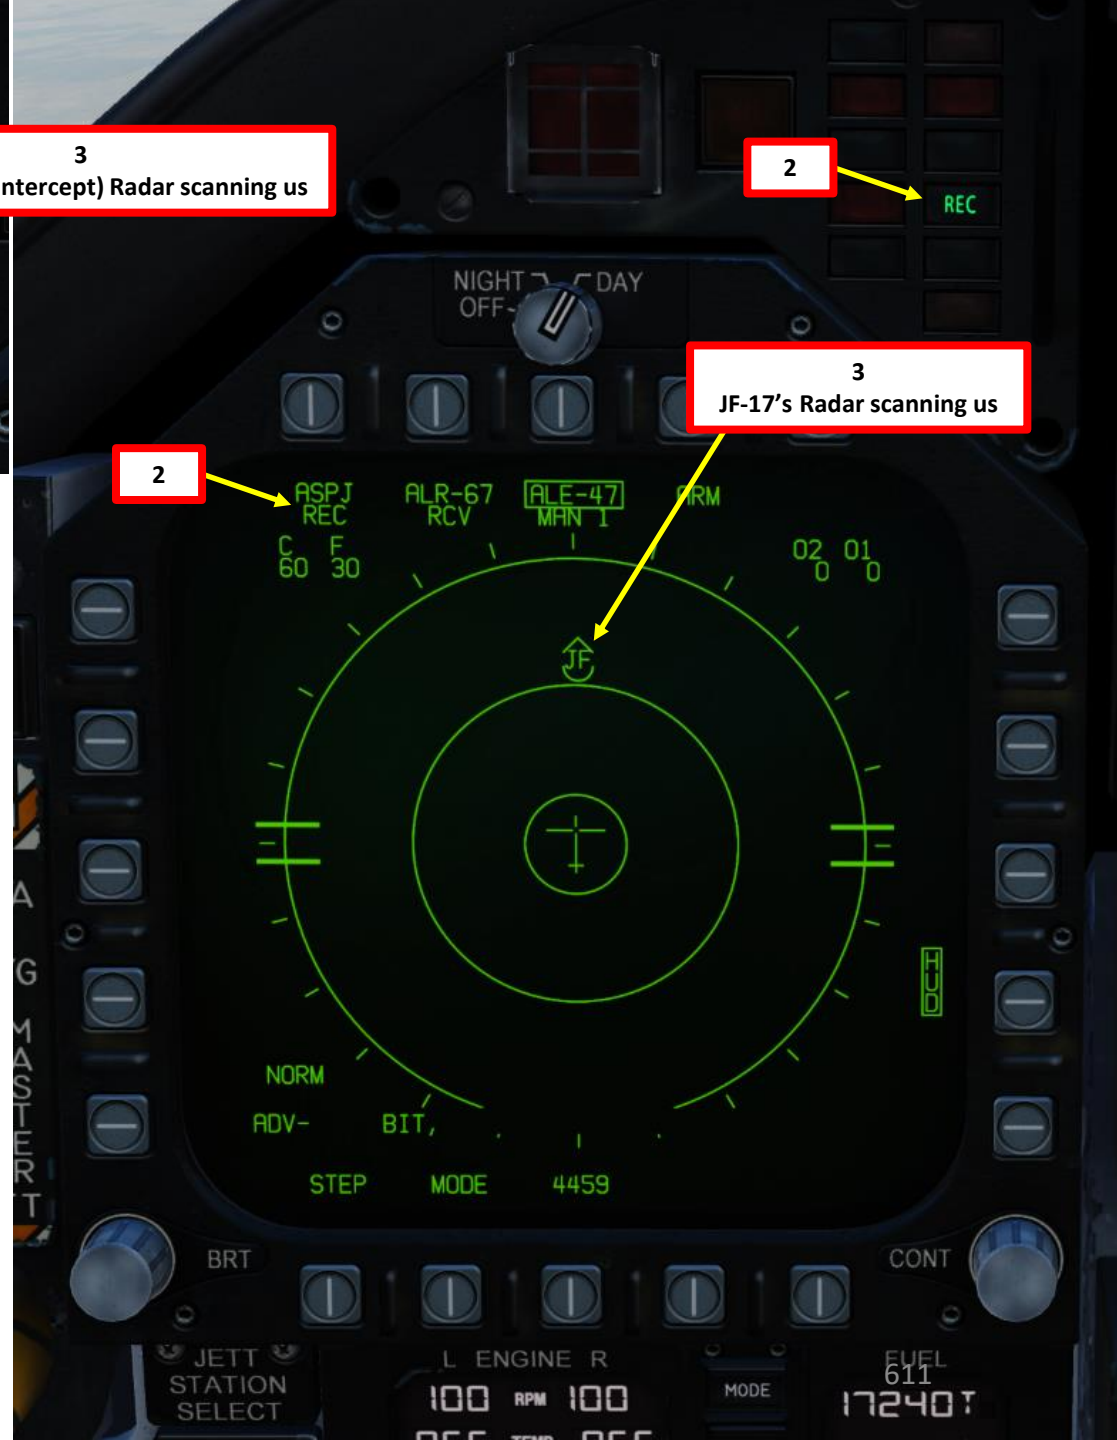 3
ntercept) Radar scanning us
2
REC
NIGHT DAY
OFF
3
JF-17's Radar scanning us
2
ASPJ ALR-67 ALE-47 ARM
REC RCV MAN 1
C F 02 01
60 30 0 0
JF
A
G
HUD
MASTER
NORM
ADV- BIT,
STEP MODE 4459
BRT CONT
JETT
STATION
SELECT
L ENGINE R
100 RPM 100
MODE
FUEL
611
17240T